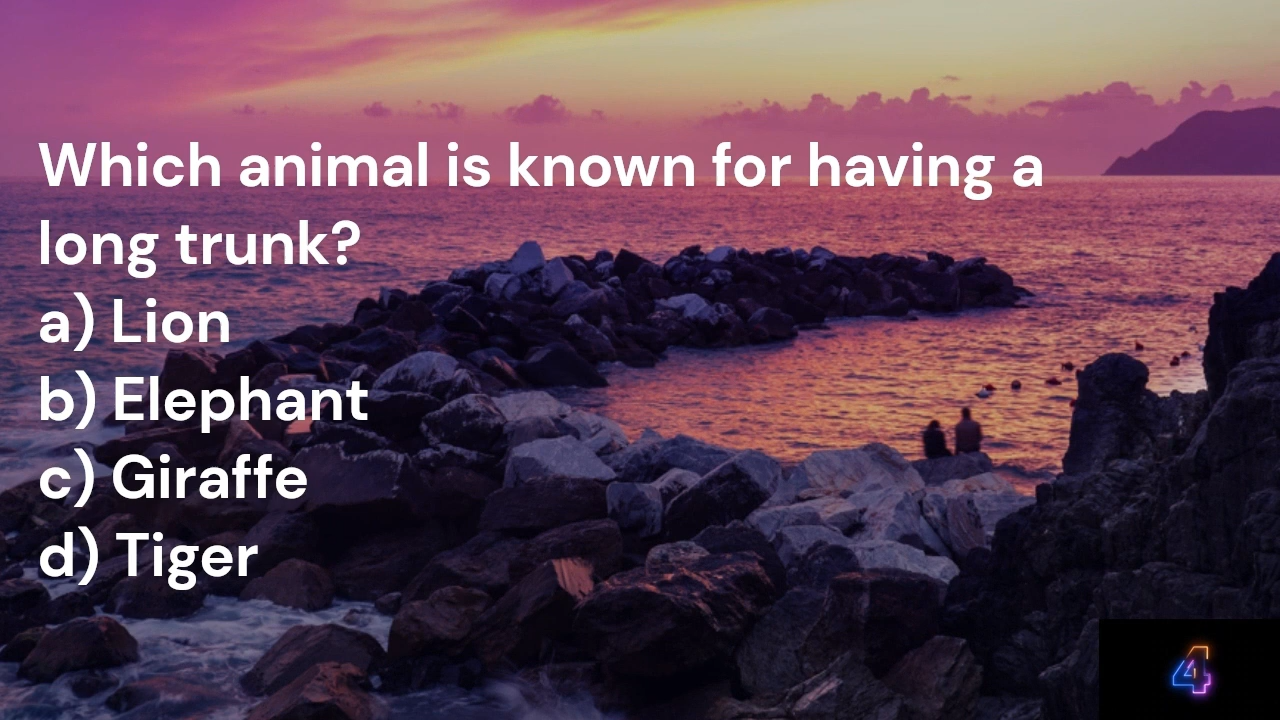 Which animal is known for having a
long trunk?
a) Lion
b) Elephant
c) Giraffe
d) Tiger
4